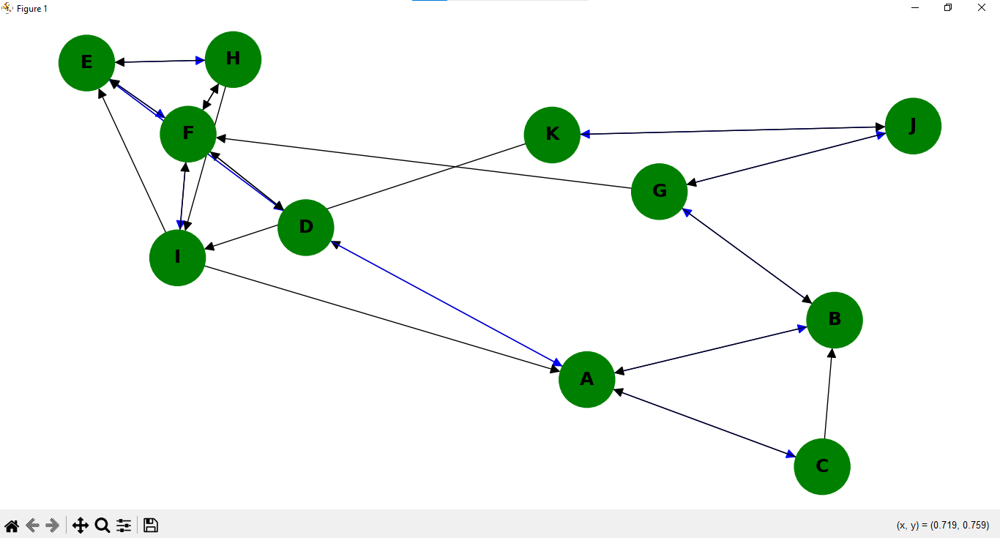 Figure 1
E
H
F
K
J
G
D
I
B
A
C
(x, y) = (0.719, 0.759)